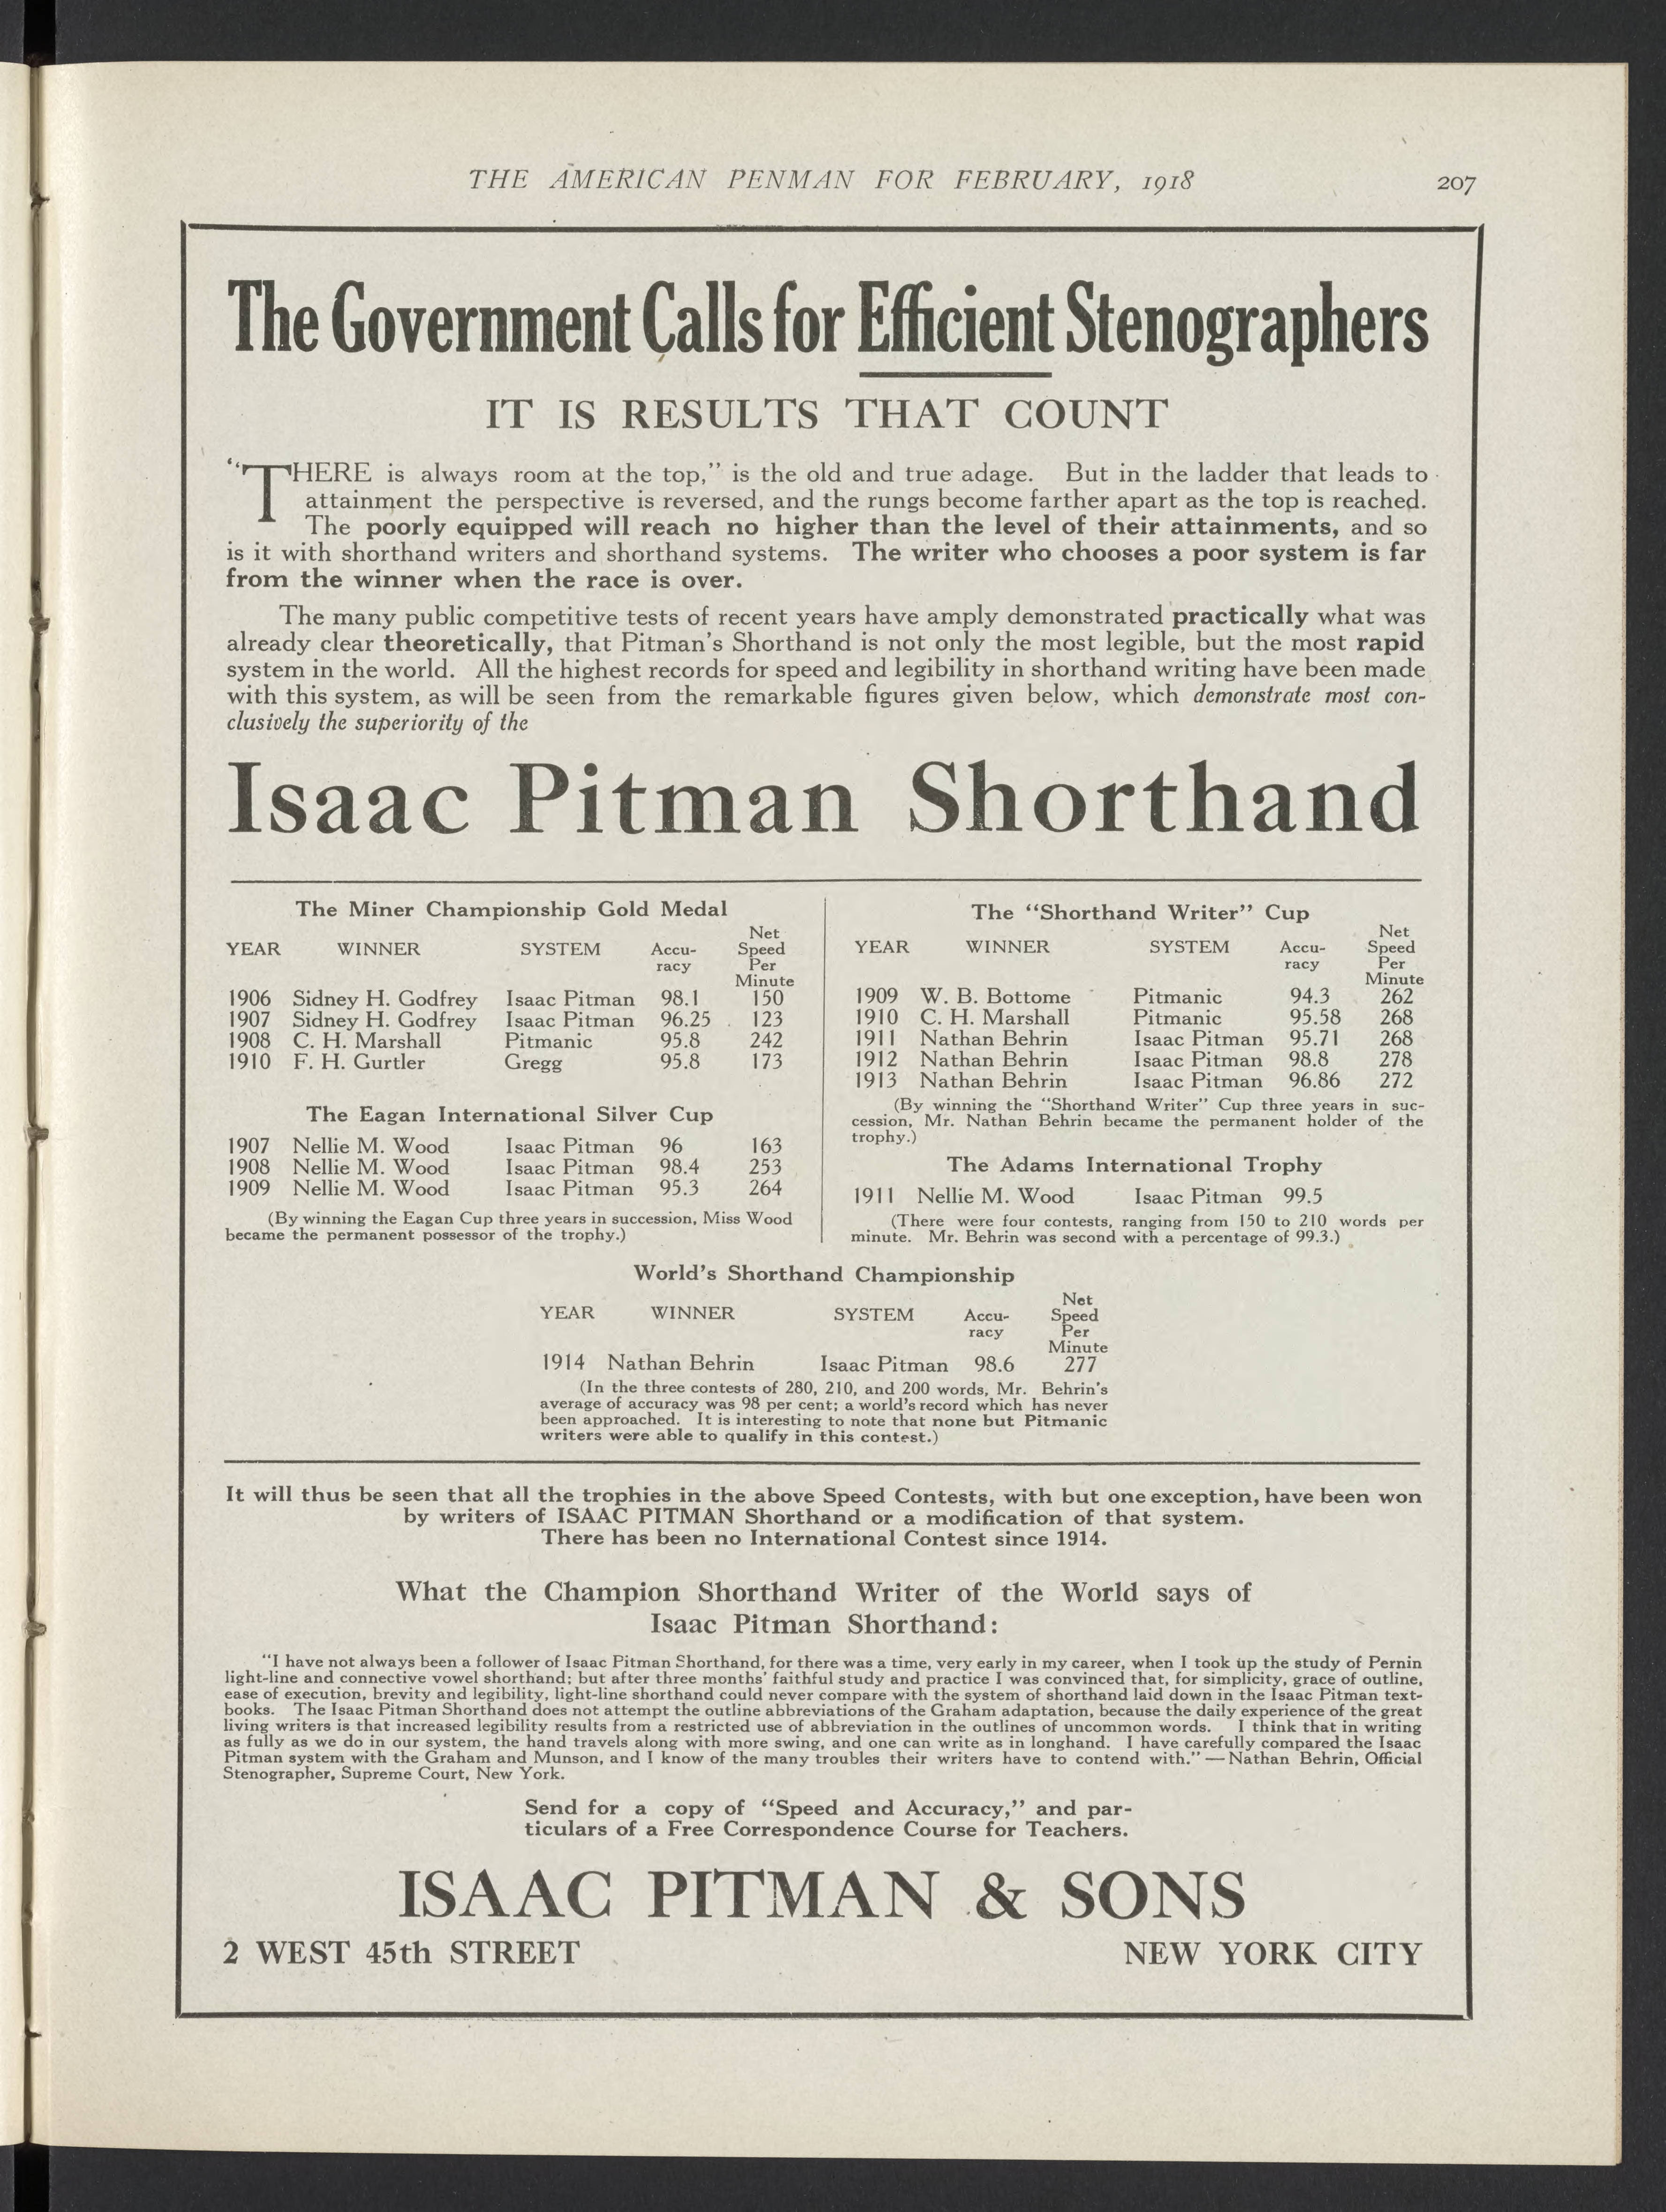 THE AMERICAN PENMAN FOR FEBRUARY, 1918 207
The Government Calls for Efficient Stenographers
IT IS RESULTS THAT COUNT
"THERE is always room at the top," is the old and true adage. But in the ladder that leads to
attainment the perspective is reversed, and the rungs become farther apart as the top is reached.
The poorly equipped will reach no higher than the level of their attainments, and so
is it with shorthand writers and shorthand systems. The writer who chooses a poor system is far
from the winner when the race is over.
The many public competitive tests of recent years have amply demonstrated practically what was
already clear theoretically, that Pitman's Shorthand is not only the most legible, but the most rapid
system in the world. All the highest records for speed and legibility in shorthand writing have been made
with this system, as will be seen from the remarkable figures given below, which demonstrate most con-
clusively the superiority of the
Isaac Pitman Shorthand
The Miner Championship Gold Medal
YEAR WINNER SYSTEM Accu-racy Net Speed Per Minute
1906 Sidney H. Godfrey Isaac Pitman 98.1 150
1907 Sidney H. Godfrey Isaac Pitman 96.25 123
1908 C. H. Marshall Pitmanic 95.8 242
1910 F. H. Gurtler Gregg 95.8 173
The Eagan International Silver Cup
1907 Nellie M. Wood Isaac Pitman 96 163
1908 Nellie M. Wood Isaac Pitman 98.4 253
1909 Nellie M. Wood Isaac Pitman 95.3 264
(By winning the Eagan Cup three years in succession, Miss Wood
became the permanent possessor of the trophy.)
The "Shorthand Writer" Cup
YEAR WINNER SYSTEM Accu-racy Net Speed Per Minute
1909 W. B. Bottome Pitmanic 94.3 262
1910 C. H. Marshall Pitmanic 95.58 268
1911 Nathan Behrin Isaac Pitman 95.71 268
1912 Nathan Behrin Isaac Pitman 98.8 278
1913 Nathan Behrin Isaac Pitman 96.86 272
(By winning the "Shorthand Writer" Cup three years in suc-
cession, Mr. Nathan Behrin became the permanent holder of the
trophy.)
The Adams International Trophy
1911 Nellie M. Wood Isaac Pitman 99.5
(There were four contests, ranging from 150 to 210 words per
minute. Mr. Behrin was second with a percentage of 99.3.)
World's Shorthand Championship
YEAR WINNER SYSTEM Accu-racy Net Speed Per Minute
1914 Nathan Behrin Isaac Pitman 98.6 277
(In the three contests of 280, 210, and 200 words, Mr. Behrin's
average of accuracy was 98 per cent; a world's record which has never
been approached. It is interesting to note that none but Pitmanic
writers were able to qualify in this contest.)
It will thus be seen that all the trophies in the above Speed Contests, with but one exception, have been won
by writers of ISAAC PITMAN Shorthand or a modification of that system.
There has been no International Contest since 1914.
What the Champion Shorthand Writer of the World says of
Isaac Pitman Shorthand:
"I have not always been a follower of Isaac Pitman Shorthand, for there was a time, very early in my career, when I took up the study of Pernin
light-line and connective vowel shorthand; but after three months' faithful study and practice I was convinced that, for simplicity, grace of outline,
ease of execution, brevity and legibility, light-line shorthand could never compare with the system of shorthand laid down in the Isaac Pitman text-
books. The Isaac Pitman Shorthand does not attempt the outline abbreviations of the Graham adaptation, because the daily experience of the great
living writers is that increased legibility results from a restricted use of abbreviation in the outlines of uncommon words. I think that in writing
as fully as we do in our system, the hand travels along with more swing, and one can write as in longhand. I have carefully compared the Isaac
Pitman system with the Graham and Munson, and I know of the many troubles their writers have to contend with."—Nathan Behrin, Official
Stenographer, Supreme Court, New York.
Send for a copy of "Speed and Accuracy," and par-
ticulars of a Free Correspondence Course for Teachers.
ISAAC PITMAN & SONS
2 WEST 45th STREET NEW YORK CITY